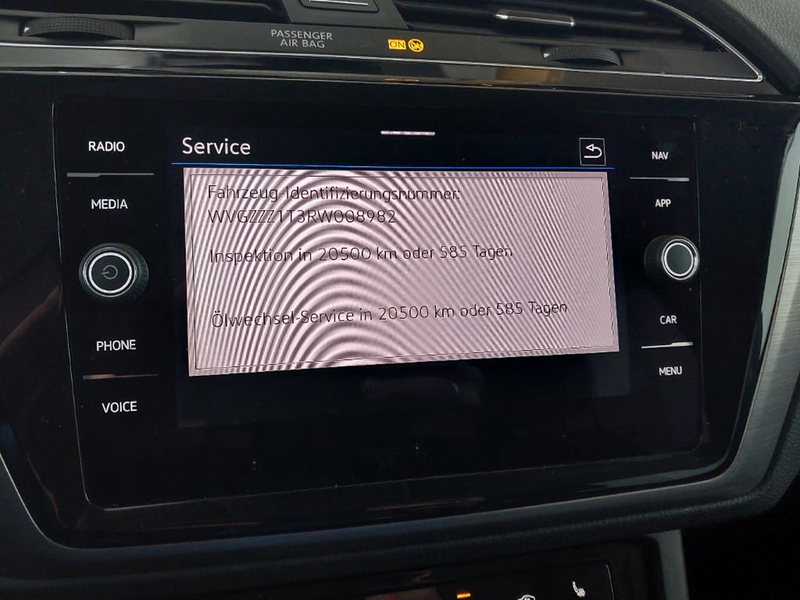 PASSENGER
AIR BAG
ON
RADIO
MEDIA
PHONE
VOICE
Service
Fahrzeug-Identifizierungsnummer:
WVGZZZ1T3RW008982
Inspektion in 20500 km oder 585 Tagen
Ölwechsel-Service in 20500 km oder 585 Tagen
NAV
APP
CAR
MENU